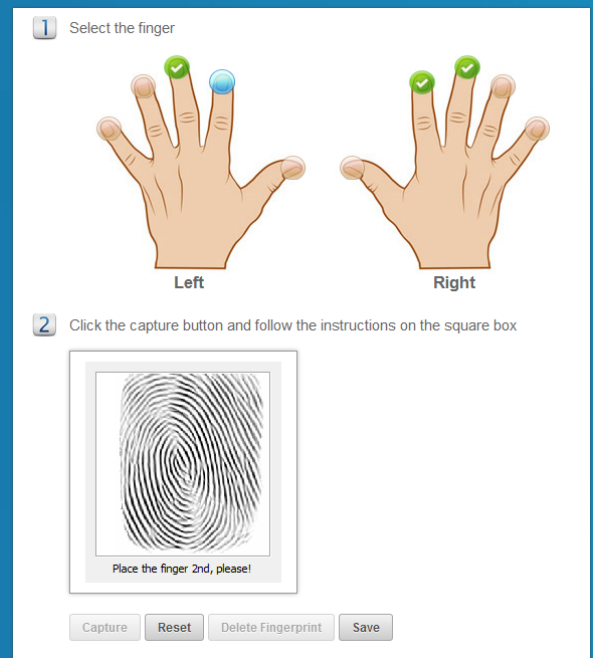 1 Select the finger
Left Right
2 Click the capture button and follow the instructions on the square box
Place the finger 2nd, please!
Capture Reset Delete Fingerprint Save